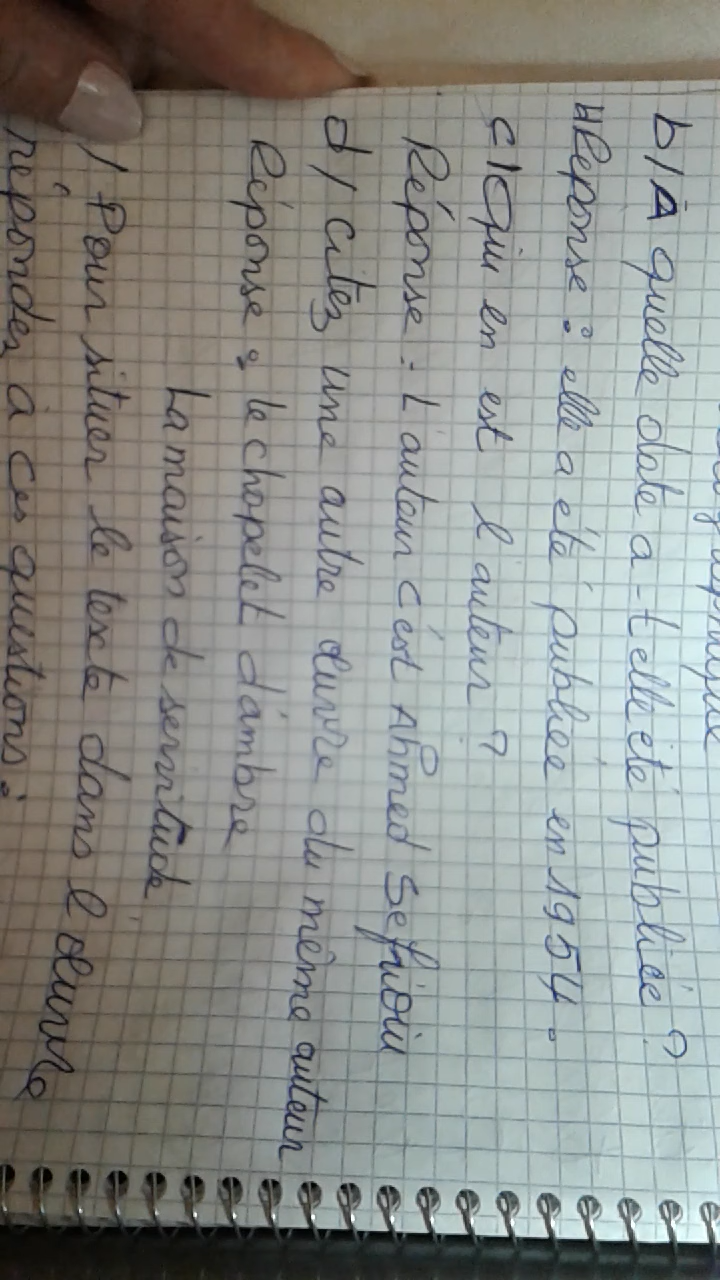 b/ A quelle date a-t elle été publiée ?
Réponse : elle a été publiée en 1954.
c/ Qui en est l'auteur ?
Réponse : L'auteur c'est Ahmed Sefrioui
d/ Citez une autre œuvre du même auteur
Réponse : le chapelet d'ambre
La maison de servitude
/ Pour situer le texte dans l'œuvre
répondez à ces questions :